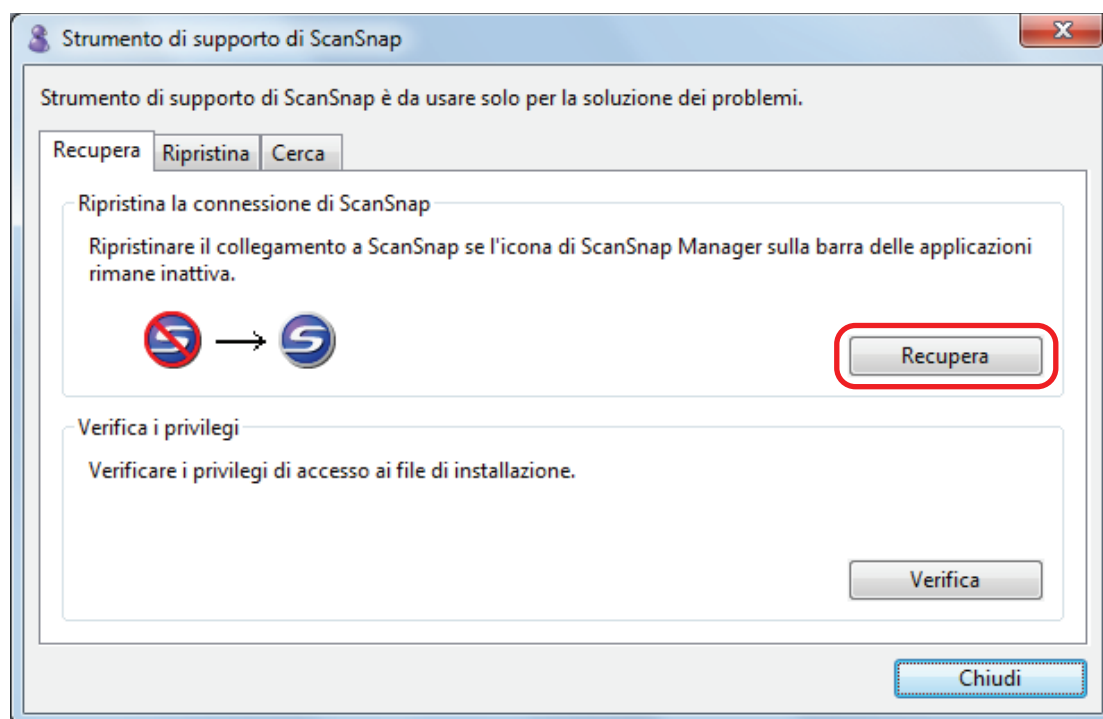 Strumento di supporto di ScanSnap
Strumento di supporto di ScanSnap è da usare solo per la soluzione dei problemi.
Recupera Ripristina Cerca
Ripristina la connessione di ScanSnap
Ripristinare il collegamento a ScanSnap se l'icona di ScanSnap Manager sulla barra delle applicazioni
rimane inattiva.
Recupera
Verifica i privilegi
Verificare i privilegi di accesso ai file di installazione.
Verifica
Chiudi